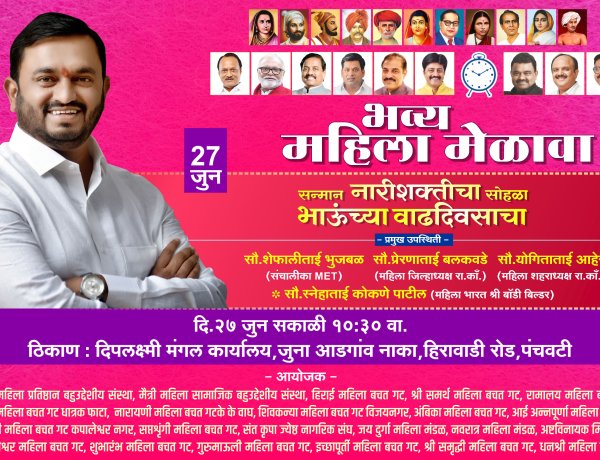 भव्य
महिला मेळावा
27
जुन
सन्मान नारीशक्तीचा सोहळा
भाऊंच्या वाढदिवसाचा
– प्रमुख उपस्थिती –
सौ.शेफालीताई भुजबळ सौ.प्रेरणाताई बलकवडे सौ.योगिताताई आहे
(संचालीका MET) (महिला जिल्हाध्यक्ष रा.काँ.) (महिला शहराध्यक्ष रा.काँ.
सौ.स्नेहाताई कोकणे पाटील (महिला भारत श्री बॉडी बिल्डर)
दि.२७ जुन सकाळी १०:३० वा.
ठिकाण : दिपलक्ष्मी मंगल कार्यालय,जुना आडगांव नाका,हिरावाडी रोड,पंचवटी
– आयोजक –
महिला प्रतिष्ठान बहुउद्देशीय संस्था, मैत्री महिला सामाजिक बहुउद्देशीय संस्था, हिराई महिला बचत गट, श्री समर्थ महिला बचत गट, रामालय महिला ब
महिला बचत गट धात्रक फाटा, नारायणी महिला बचत गटके के वाघ, शिवकन्या महिला बचत गट विजयनगर, अंबिका महिला बचत गट, आई अन्नपूर्णा महिला
महिला बचत गट कपालेश्वर नगर, सप्तश्रृंगी महिला बचत गट, संत कृपा ज्येष्ठ नागरिक संघ, जय दुर्गा महिला मंडळ, नवरात्र महिला मंडळ, अष्टविनायक मि
श्वर महिला बचत गट, शुभारंभ महिला बचत गट, गुरुमाऊली महिला बचत गट, इच्छापूर्ती महिला बचत गट, श्री समृद्धी महिला बचत गट, धनश्री महिला